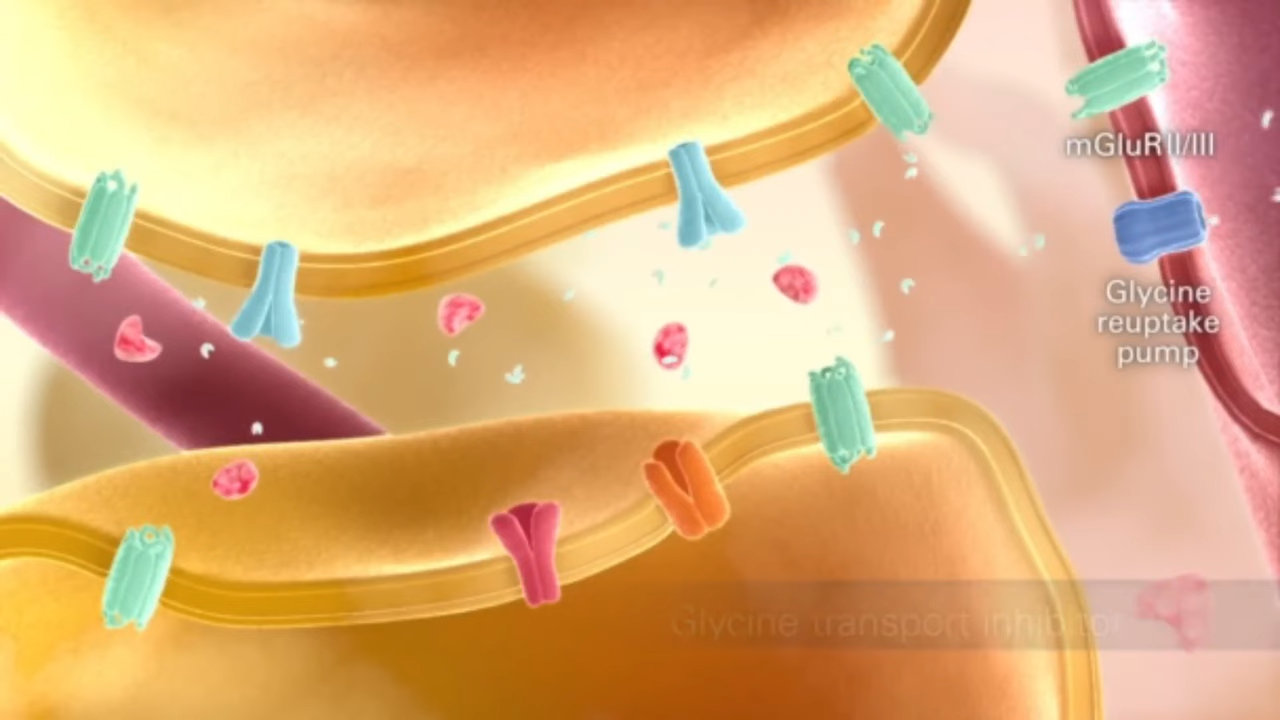 mGluR II/III
Glycine
reuptake
pump
Glycine transport inhibitor